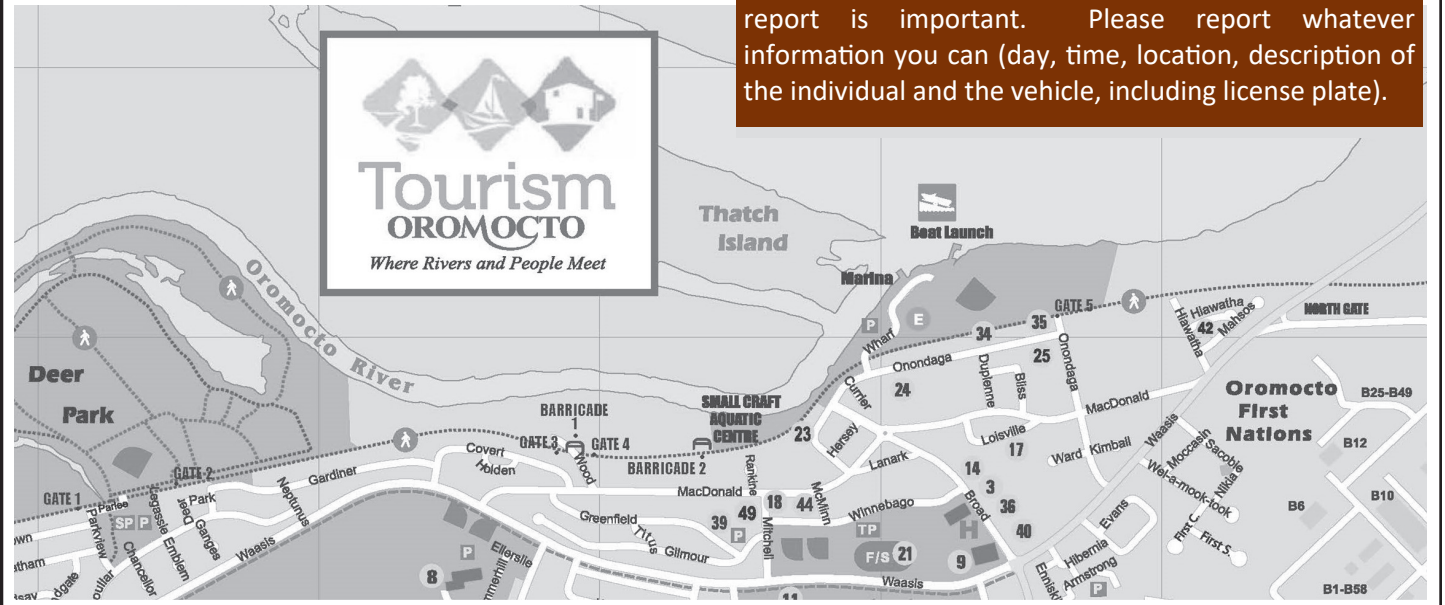 report is important. Please report whatever
information you can (day, time, location, description of
the individual and the vehicle, including license plate).
Tourism
OROMOCTO
Where Rivers and People Meet
Thatch
Island
Boat Launch
Marina
Oromocto River
Deer
Park
GATE 1
GATE 2
GATE 3
GATE 4
GATE 5
BARRICADE
1
BARRICADE 2
SMALL CRAFT
AQUATIC
CENTRE
NORTH GATE
Oromocto
First
Nations
B25-B49
B12
B10
B6
B1-B58
Hiawatha
Hiawatha
Mahsos
42
P
E
34
35
25
24
23
Wharf
Onondaga
Onondaga
Currier
Duplenne
Bliss
MacDonald
Hersey
Loisville
17
Ward
Kimball
Waasis
Moccasin
Sacobie
Wel-a-mook-took
Nikia
First C.
First S.
Lanark
14
3
36
40
Broad
H
Evans
Hibernia
Armstrong
P
Covert
Holden
Wood
Rankine
MacDonald
18
44
McMinn
Winnebago
49
39
P
Mitchell
TP
F/S
21
9
Waasis
Greenfield
Titus
Gilmour
Gardiner
Neptunus
Park
Deer
Ganges
Waasis
Parlee
Parkview
SP
P
Emblem
Chancellor
P
Ellerslie
8
11